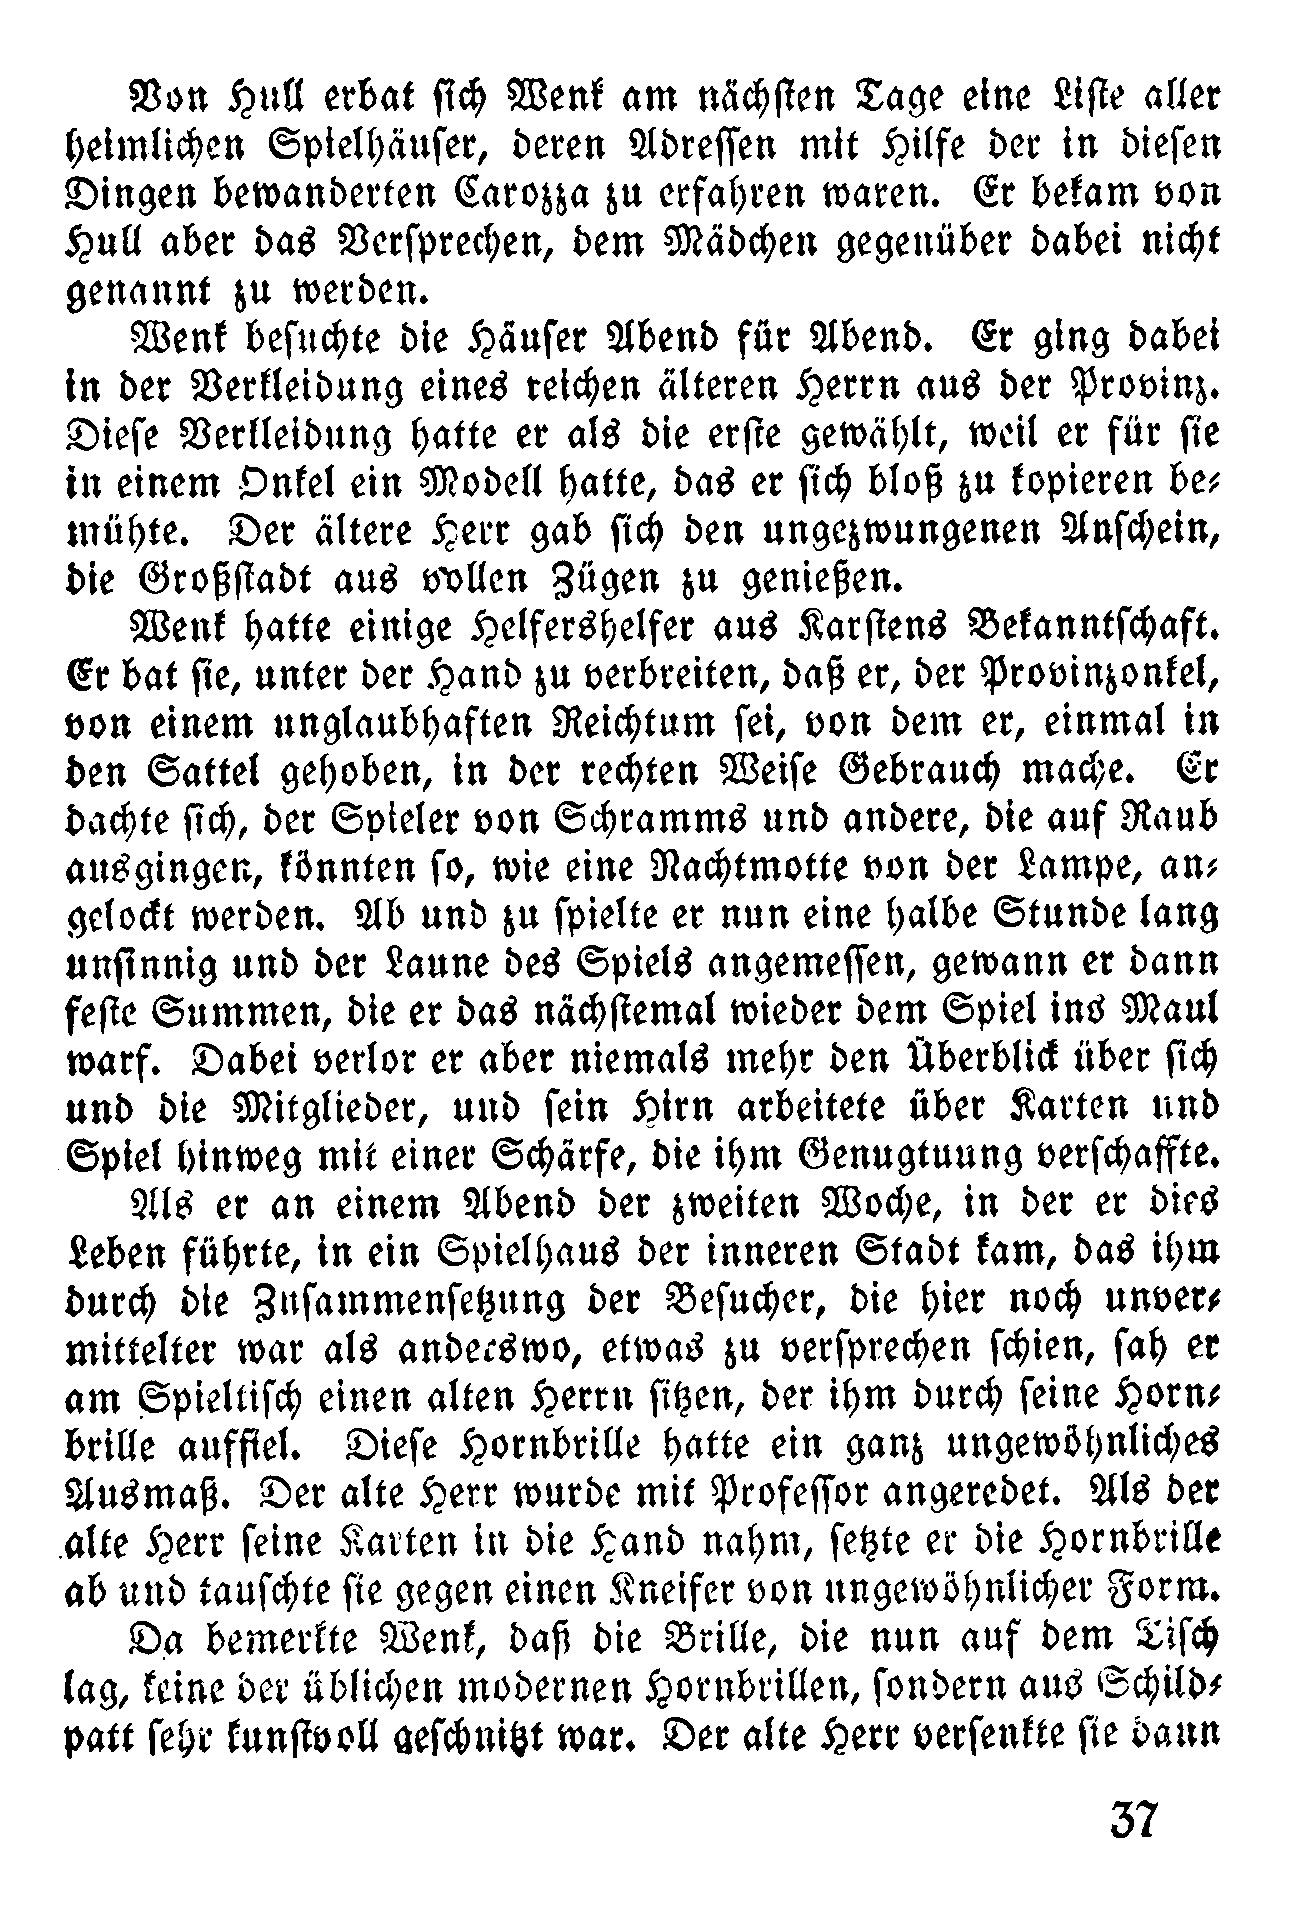 Von Hull erbat sich Wenk am nächsten Tage eine Liste aller
heimlichen Spielhäuser, deren Adressen mit Hilfe der in diesen
Dingen bewanderten Carozza zu erfahren waren. Er bekam von
Hull aber das Versprechen, dem Mädchen gegenüber dabei nicht
genannt zu werden.
Wenk besuchte die Häuser Abend für Abend. Er ging dabei
in der Verkleidung eines reichen älteren Herrn aus der Provinz.
Diese Verkleidung hatte er als die erste gewählt, weil er für sie
in einem Onkel ein Modell hatte, das er sich bloß zu kopieren be-
mühte. Der ältere Herr gab sich den ungezwungenen Anschein,
die Großstadt aus vollen Zügen zu genießen.
Wenk hatte einige Helfershelfer aus Karstens Bekanntschaft.
Er bat sie, unter der Hand zu verbreiten, daß er, der Provinzonkel,
von einem unglaubhaften Reichtum sei, von dem er, einmal in
den Sattel gehoben, in der rechten Weise Gebrauch mache. Er
dachte sich, der Spieler von Schramms und andere, die auf Raub
ausgingen, könnten so, wie eine Nachtmotte von der Lampe, an-
gelockt werden. Ab und zu spielte er nun eine halbe Stunde lang
unsinnig und der Laune des Spiels angemessen, gewann er dann
feste Summen, die er das nächstemal wieder dem Spiel ins Maul
warf. Dabei verlor er aber niemals mehr den Überblick über sich
und die Mitglieder, und sein Hirn arbeitete über Karten und
Spiel hinweg mit einer Schärfe, die ihm Genugtuung verschaffte.
Als er an einem Abend der zweiten Woche, in der er dies
Leben führte, in ein Spielhaus der inneren Stadt kam, das ihm
durch die Zusammensetzung der Besucher, die hier noch unver-
mittelter war als anderswo, etwas zu versprechen schien, sah er
am Spieltisch einen alten Herrn sitzen, der ihm durch seine Horn-
brille auffiel. Diese Hornbrille hatte ein ganz ungewöhnliches
Ausmaß. Der alte Herr wurde mit Professor angeredet. Als der
alte Herr seine Karten in die Hand nahm, setzte er die Hornbrille
ab und tauschte sie gegen einen Kneifer von ungewöhnlicher Form.
Da bemerkte Wenk, daß die Brille, die nun auf dem Tisch
lag, keine der üblichen modernen Hornbrillen, sondern aus Schild-
patt sehr kunstvoll geschnitzt war. Der alte Herr versenkte sie dann
37